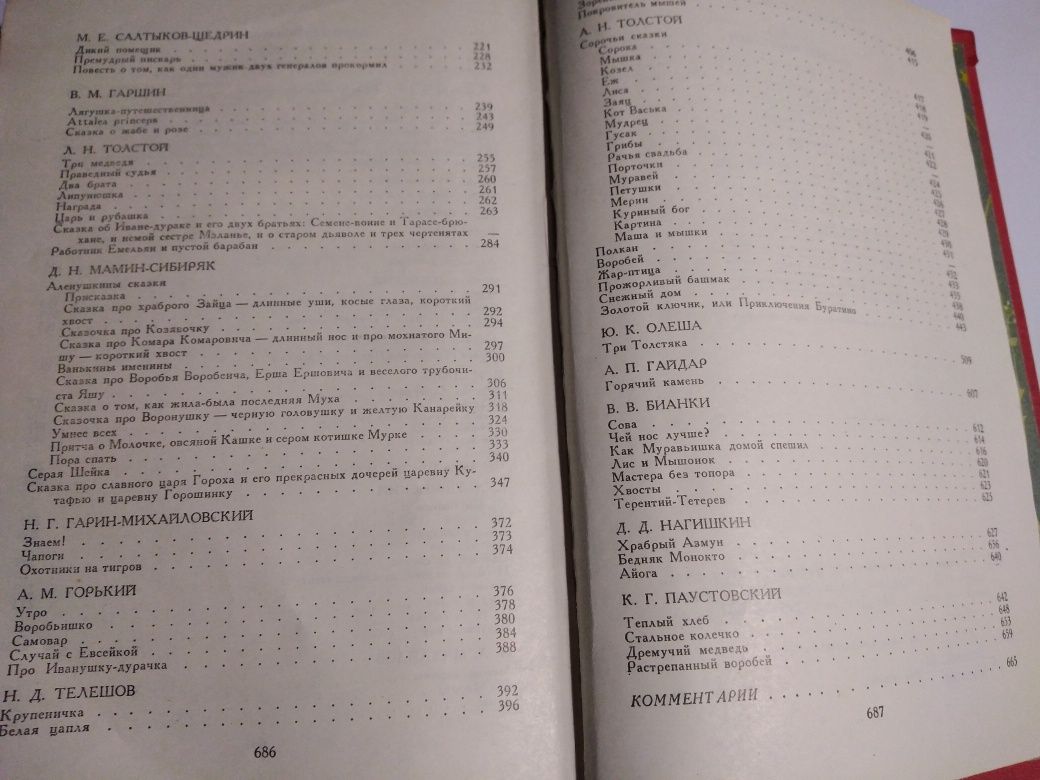 М. Е. САЛТЫКОВ-ЩЕДРИН
Дикий помещик . . . . . 221
Премудрый пискарь . . . . . 228
Повесть о том, как один мужик двух генералов прокормил . . . . . 232
В. М. ГАРШИН
Лягушка-путешественница . . . . . 239
Attalea princeps . . . . . 243
Сказка о жабе и розе . . . . . 249
Л. Н. ТОЛСТОЙ
Три медведя . . . . . 255
Праведный судья . . . . . 257
Два брата . . . . . 260
Липунюшка . . . . . 261
Награда . . . . . 262
Царь и рубашка . . . . . 263
Сказка об Иване-дураке и его двух братьях: Семене-воине и Тарасе-брю-
хане, и немой сестре Маланье, и о старом дьяволе и трех чертенятах —
Работник Емельян и пустой барабан . . . . . 284
Д. Н. МАМИН-СИБИРЯК
Аленушкины сказки
Присказка . . . . . 291
Сказка про храброго Зайца — длинные уши, косые глаза, короткий
хвост . . . . . 292
Сказочка про Козявочку . . . . . 294
Сказка про Комара Комаровича — длинный нос и про мохнатого Ми-
шу — короткий хвост . . . . . 297
Ванькины именины . . . . . 300
Сказка про Воробья Воробеича, Ерша Ершовича и веселого трубочи-
ста Яшу . . . . . 306
Сказка о том, как жила-была последняя Муха . . . . . 311
Сказочка про Воронушку — черную головушку и желтую Канарейку 318
Умнее всех . . . . . 324
Притча о Молочке, овсяной Кашке и сером котишке Мурке . . . . . 330
Пора спать . . . . . 333
Серая Шейка . . . . . 340
Сказка про славного царя Гороха и его прекрасных дочерей царевну Ку-
тафью и царевну Горошинку . . . . . 347
Н. Г. ГАРИН-МИХАЙЛОВСКИЙ
Знаем! . . . . . 372
Чапоги . . . . . 373
Охотники на тигров . . . . . 374
А. М. ГОРЬКИЙ
Утро . . . . . 376
Воробьишко . . . . . 378
Самовар . . . . . 380
Случай с Евсейкой . . . . . 384
Про Иванушку-дурачка . . . . . 388
Н. Д. ТЕЛЕШОВ
Крупеничка . . . . . 392
Белая цапля . . . . . 396
686
Покровитель мышей
А. Н. ТОЛСТОЙ
Сорочьи сказки
Сорока
Мышка
Козел
Еж
Лиса
Заяц
Кот Васька
Мудрец
Гусак
Грибы
Рачья свадьба
Порточки
Муравей
Петушки
Мерин
Куриный бог
Картина
Маша и мышки
Полкан . . . . . 432
Воробей . . . . . 433
Жар-птица . . . . . 435
Прожорливый башмак . . . . . 438
Снежный дом . . . . . 440
Золотой ключик, или Приключения Буратино . . . . . 443
Ю. К. ОЛЕША
Три Толстяка . . . . . 509
А. П. ГАЙДАР
Горячий камень . . . . . 607
В. В. БИАНКИ
Сова . . . . . 612
Чей нос лучше? . . . . . 614
Как Муравьишка домой спешил . . . . . 616
Лис и Мышонок . . . . . 620
Мастера без топора . . . . . 621
Хвосты . . . . . 623
Терентий-Тетерев . . . . . 625
Д. Д. НАГИШКИН
Храбрый Азмун . . . . . 627
Бедняк Монокто . . . . . 636
Айога . . . . . 640
К. Г. ПАУСТОВСКИЙ
Теплый хлеб . . . . . 642
Стальное колечко . . . . . 648
Дремучий медведь . . . . . 653
Растрепанный воробей . . . . . 659
КОММЕНТАРИИ . . . . . 665
687